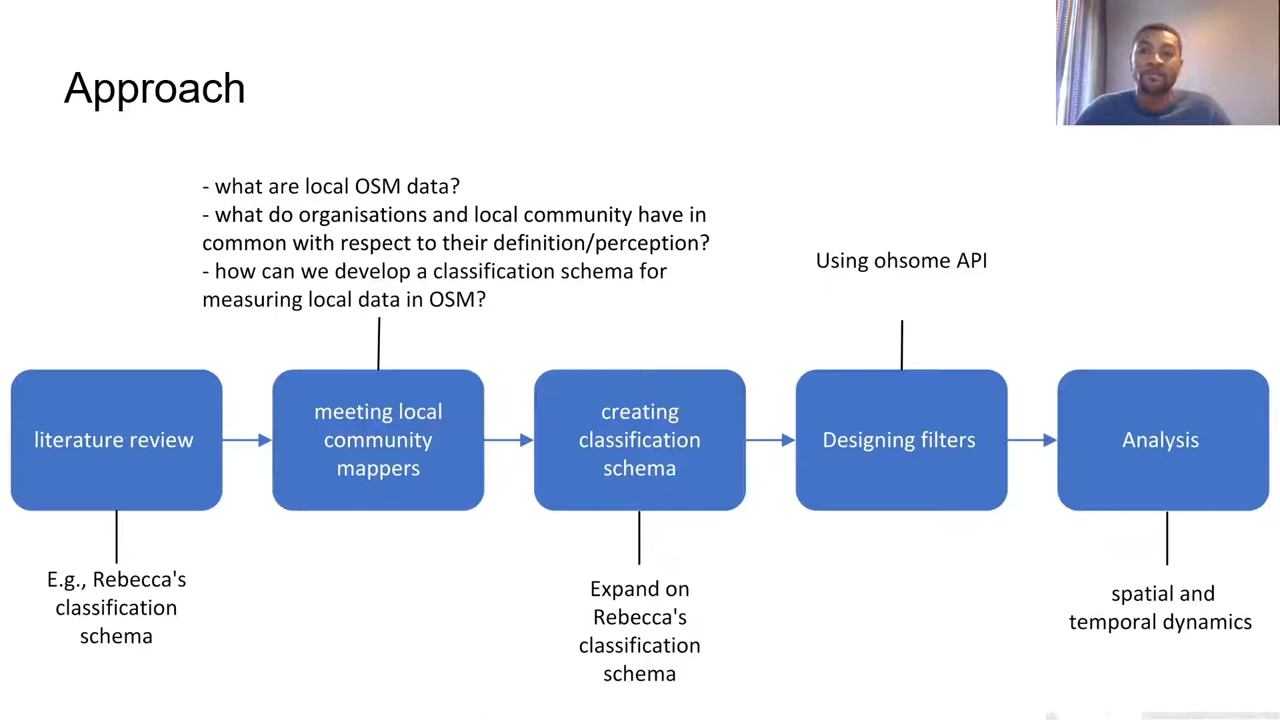 Approach
- what are local OSM data?
- what do organisations and local community have in
common with respect to their definition/perception?
- how can we develop a classification schema for
measuring local data in OSM?
Using ohsome API
literature review
meeting local
community
mappers
creating
classification
schema
Designing filters
Analysis
E.g., Rebecca's
classification
schema
Expand on
Rebecca's
classification
schema
spatial and
temporal dynamics